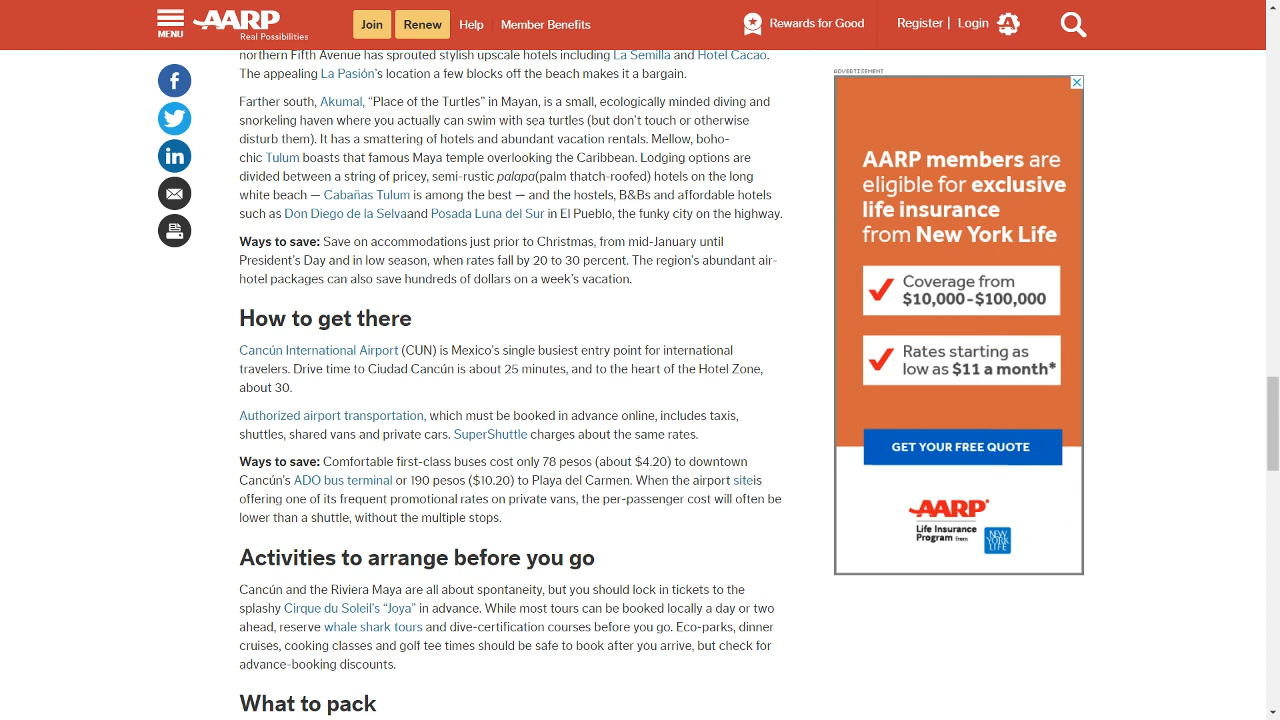 MENU
AARP
Real Possibilities
Join
Renew
Help
Member Benefits
Rewards for Good
Register |
Login
northern Fifth Avenue has sprouted stylish upscale hotels including La Semilla and Hotel Cacao.
The appealing La Pasión's location a few blocks off the beach makes it a bargain.
Farther south, Akumal, “Place of the Turtles” in Mayan, is a small, ecologically minded diving and
snorkeling haven where you actually can swim with sea turtles (but don't touch or otherwise
disturb them). It has a smattering of hotels and abundant vacation rentals. Mellow, boho-
chic Tulum boasts that famous Maya temple overlooking the Caribbean. Lodging options are
divided between a string of pricey, semi-rustic palapa(palm thatch-roofed) hotels on the long
white beach — Cabañas Tulum is among the best — and the hostels, B&Bs and affordable hotels
such as Don Diego de la Selvaand Posada Luna del Sur in El Pueblo, the funky city on the highway.
Ways to save: Save on accommodations just prior to Christmas, from mid-January until
President's Day and in low season, when rates fall by 20 to 30 percent. The region's abundant air-
hotel packages can also save hundreds of dollars on a week's vacation.
How to get there
Cancún International Airport (CUN) is Mexico's single busiest entry point for international
travelers. Drive time to Ciudad Cancún is about 25 minutes, and to the heart of the Hotel Zone,
about 30.
Authorized airport transportation, which must be booked in advance online, includes taxis,
shuttles, shared vans and private cars. SuperShuttle charges about the same rates.
Ways to save: Comfortable first-class buses cost only 78 pesos (about $4.20) to downtown
Cancún's ADO bus terminal or 190 pesos ($10.20) to Playa del Carmen. When the airport siteis
offering one of its frequent promotional rates on private vans, the per-passenger cost will often be
lower than a shuttle, without the multiple stops.
Activities to arrange before you go
Cancún and the Riviera Maya are all about spontaneity, but you should lock in tickets to the
splashy Cirque du Soleil's “Joya” in advance. While most tours can be booked locally a day or two
ahead, reserve whale shark tours and dive-certification courses before you go. Eco-parks, dinner
cruises, cooking classes and golf tee times should be safe to book after you arrive, but check for
advance-booking discounts.
What to pack
ADVERTISEMENT
AARP members are
eligible for exclusive
life insurance
from New York Life
Coverage from
$10,000-$100,000
Rates starting as
low as $11 a month*
GET YOUR FREE QUOTE
AARP
Life Insurance
Program from
NEW
YORK
LIFE